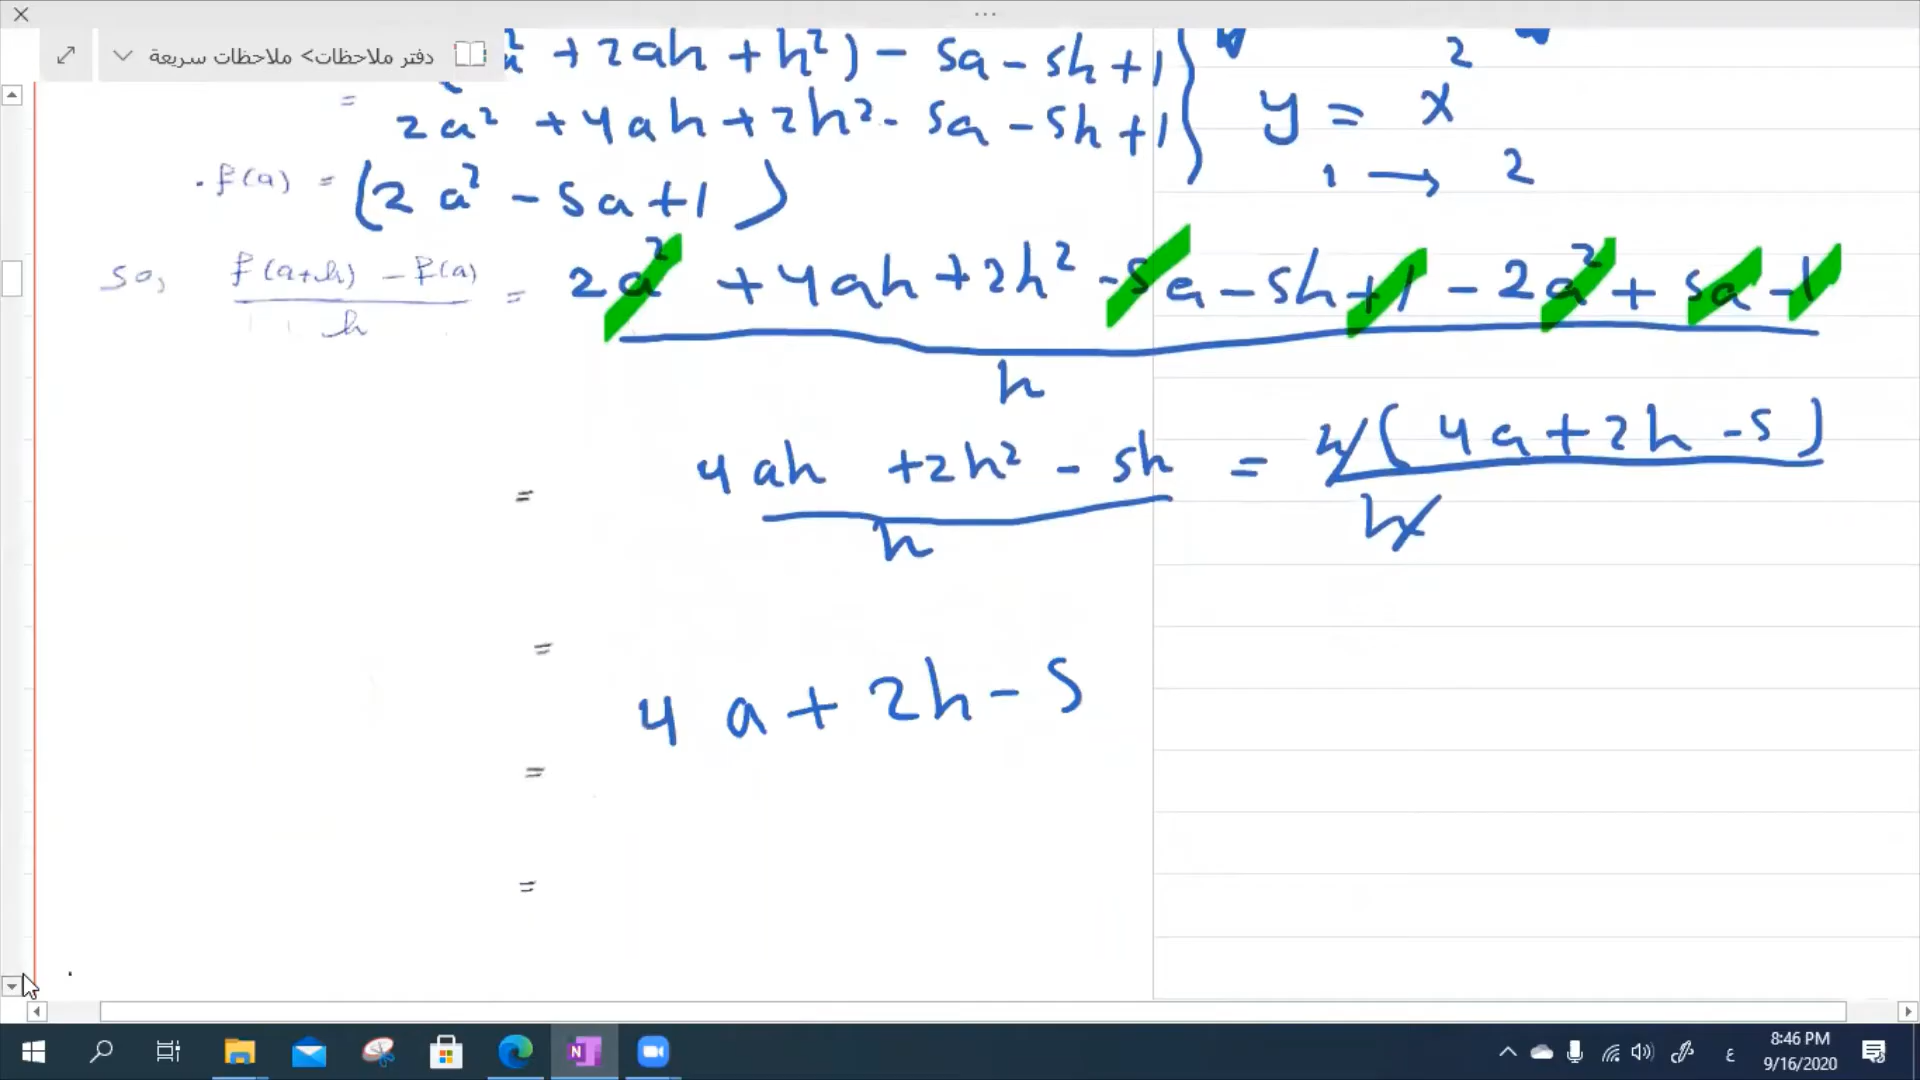 دفتر ملاحظات> ملاحظات سريعة
+ 2ah + h²) - 5a - 5h + 1
=
2a² + 4ah + 2h² - 5a - 5h + 1
y = x²
1 → 2
. f(a) = (2a² - 5a + 1)
So, f(a+h) - f(a) / h = 2a² + 4ah + 2h² - 5a - 5h + 1 - 2a² + 5a - 1 / h
= 4ah + 2h² - 5h / h = h(4a + 2h - 5) / h
=
4a + 2h - 5
=
=
8:46 PM
ع
9/16/2020